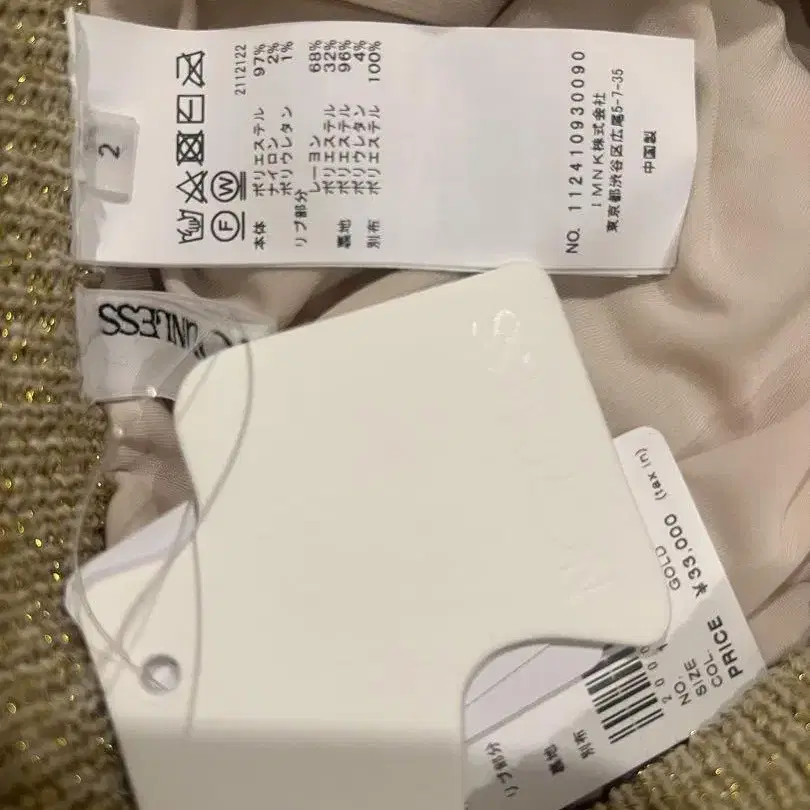 2
2112122
本体 ポリエステル 97%
ナイロン 2%
ポリウレタン 1%
リブ部分
レーヨン 68%
ポリエステル 32%
裏地 ポリエステル 96%
ポリウレタン 4%
別布 ポリエステル 100%
NO. 112410930090
IMNK株式会社
東京都渋谷区広尾5-7-35
中国製
F
W
UNLESS
NO.
SIZE
COL. GOLD
PRICE ¥33,000 (tax in)
リブ部分
裏地
別布